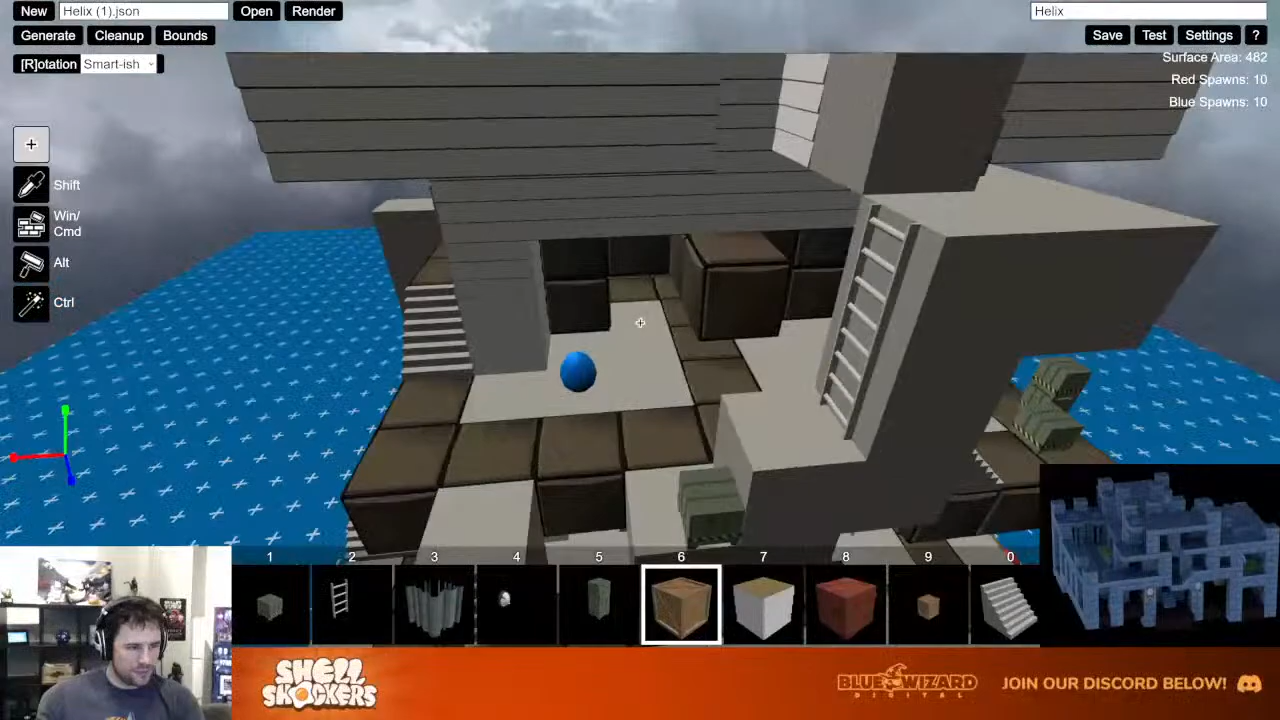 New
Helix (1).json
Open
Render
Helix
Generate
Cleanup
Bounds
Save
Test
Settings
?
[R]otation
Smart-ish
Surface Area: 482
Red Spawns: 10
Blue Spawns: 10
+
Shift
Win/
Cmd
Alt
Ctrl
1
2
3
4
5
6
7
8
9
0
SHELL
SHOCKERS
BLUE WIZARD
DIGITAL
JOIN OUR DISCORD BELOW!